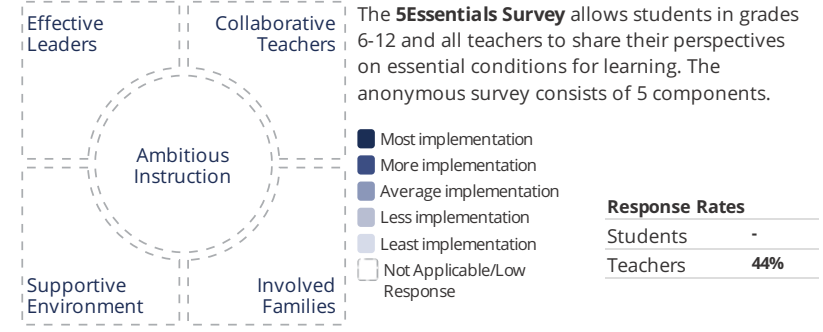 Effective
Leaders
Collaborative
Teachers
Ambitious
Instruction
Supportive
Environment
Involved
Families
The 5Essentials Survey allows students in grades
6-12 and all teachers to share their perspectives
on essential conditions for learning. The
anonymous survey consists of 5 components.
Most implementation
More implementation
Average implementation
Less implementation
Least implementation
Not Applicable/Low
Response
Response Rates
Students -
Teachers 44%